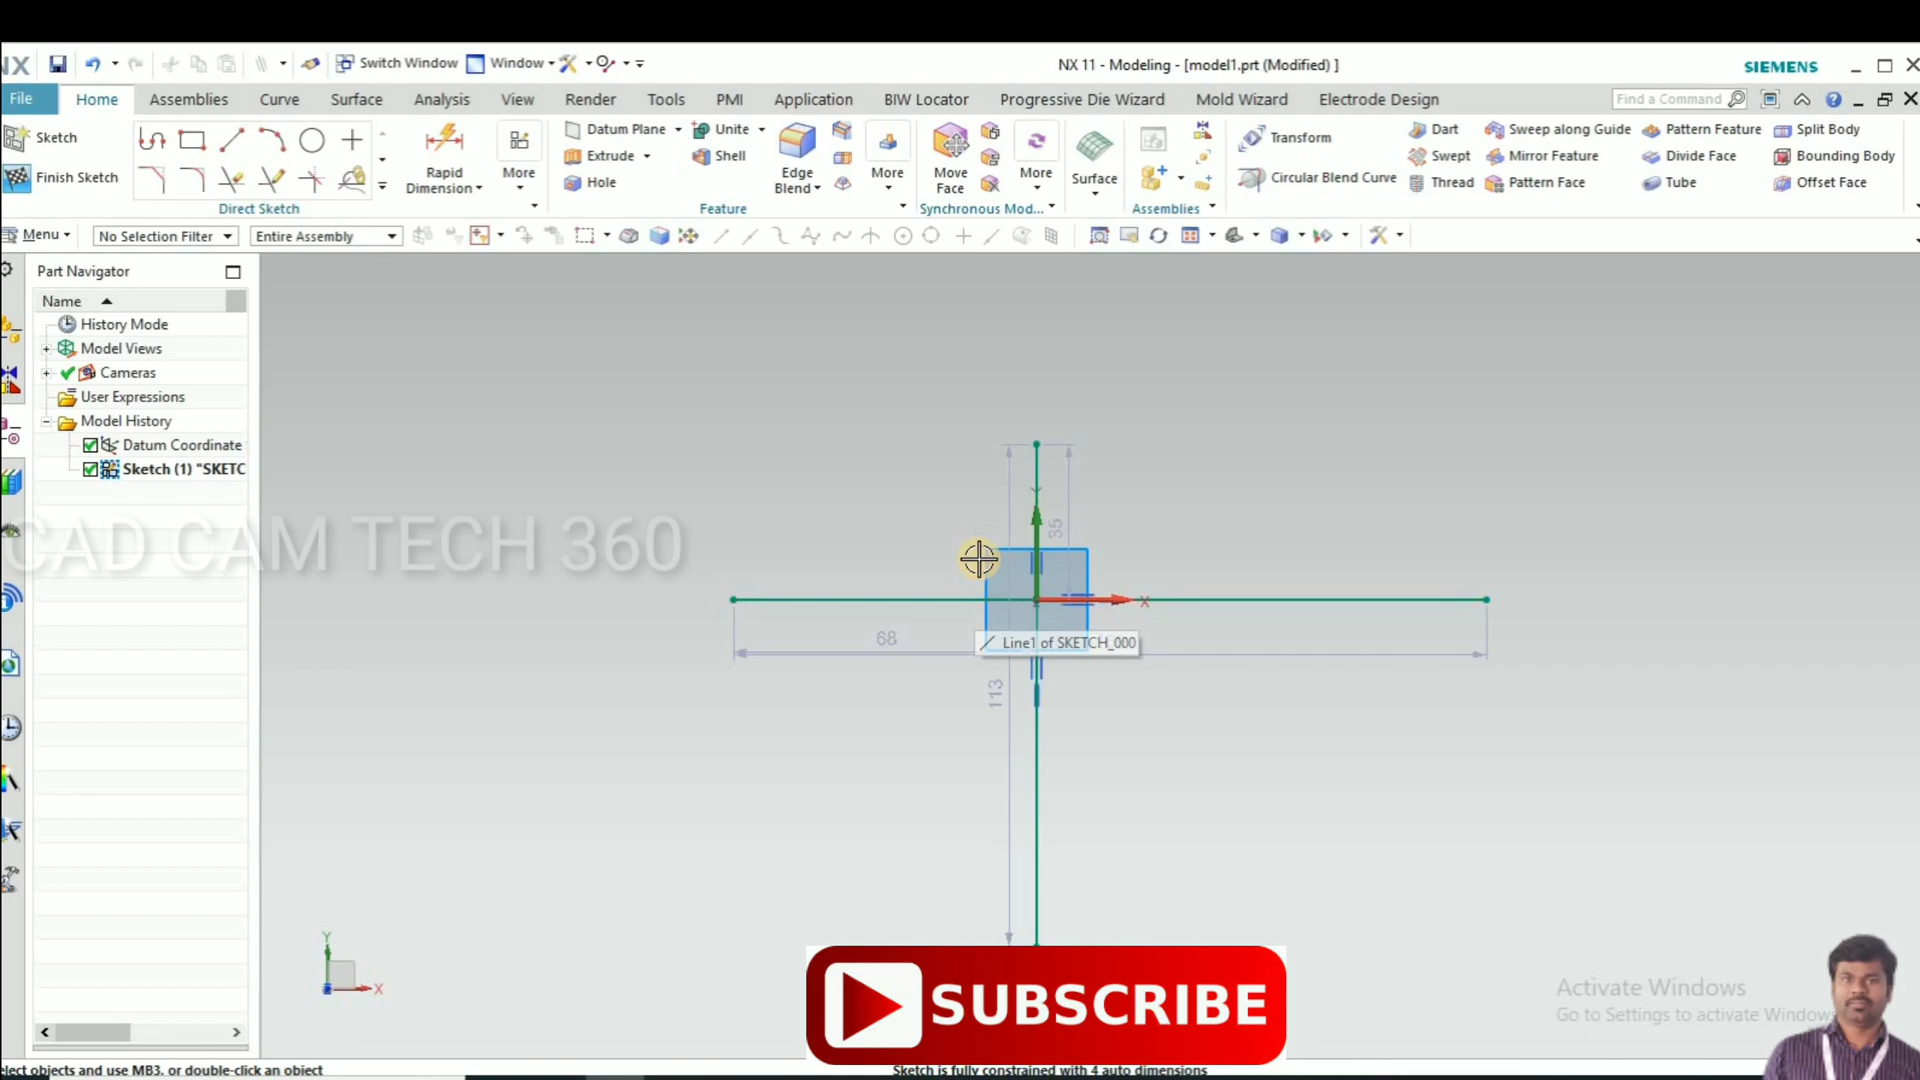 NX
Switch Window
Window
NX 11 - Modeling - [model1.prt (Modified) ]
SIEMENS
File
Home
Assemblies
Curve
Surface
Analysis
View
Render
Tools
PMI
Application
BIW Locator
Progressive Die Wizard
Mold Wizard
Electrode Design
Find a Command
Sketch
Finish Sketch
Direct Sketch
Rapid
Dimension
More
Datum Plane
Extrude
Hole
Unite
Shell
Edge
Blend
More
Feature
Move
Face
More
Synchronous Mod...
Surface
Assemblies
Transform
Circular Blend Curve
Dart
Swept
Thread
Sweep along Guide
Mirror Feature
Pattern Face
Pattern Feature
Divide Face
Tube
Split Body
Bounding Body
Offset Face
Menu
No Selection Filter
Entire Assembly
Part Navigator
Name
History Mode
Model Views
Cameras
User Expressions
Model History
Datum Coordinate
Sketch (1) "SKETC
CAD CAM TECH 360
Y
35
X
68
Line1 of SKETCH_000
113
Y
X
SUBSCRIBE
Activate Windows
Go to Settings to activate Windows
elect objects and use MB3, or double-click an object
Sketch is fully constrained with 4 auto dimensions